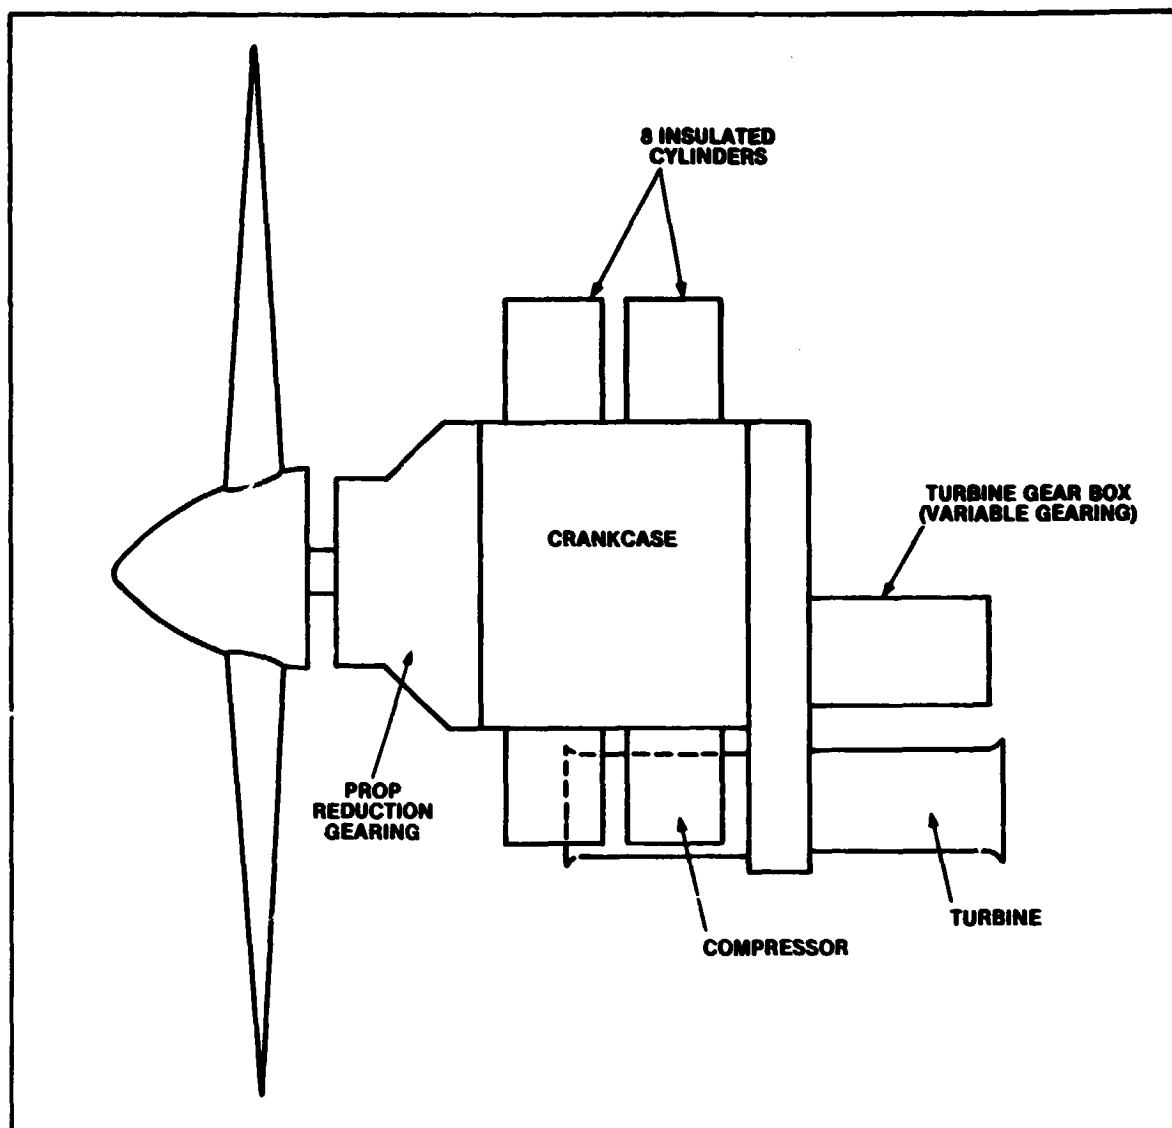 8 INSULATED
CYLINDERS
TURBINE GEAR BOX
(VARIABLE GEARING)
CRANKCASE
PROP
REDUCTION
GEARING
TURBINE
COMPRESSOR